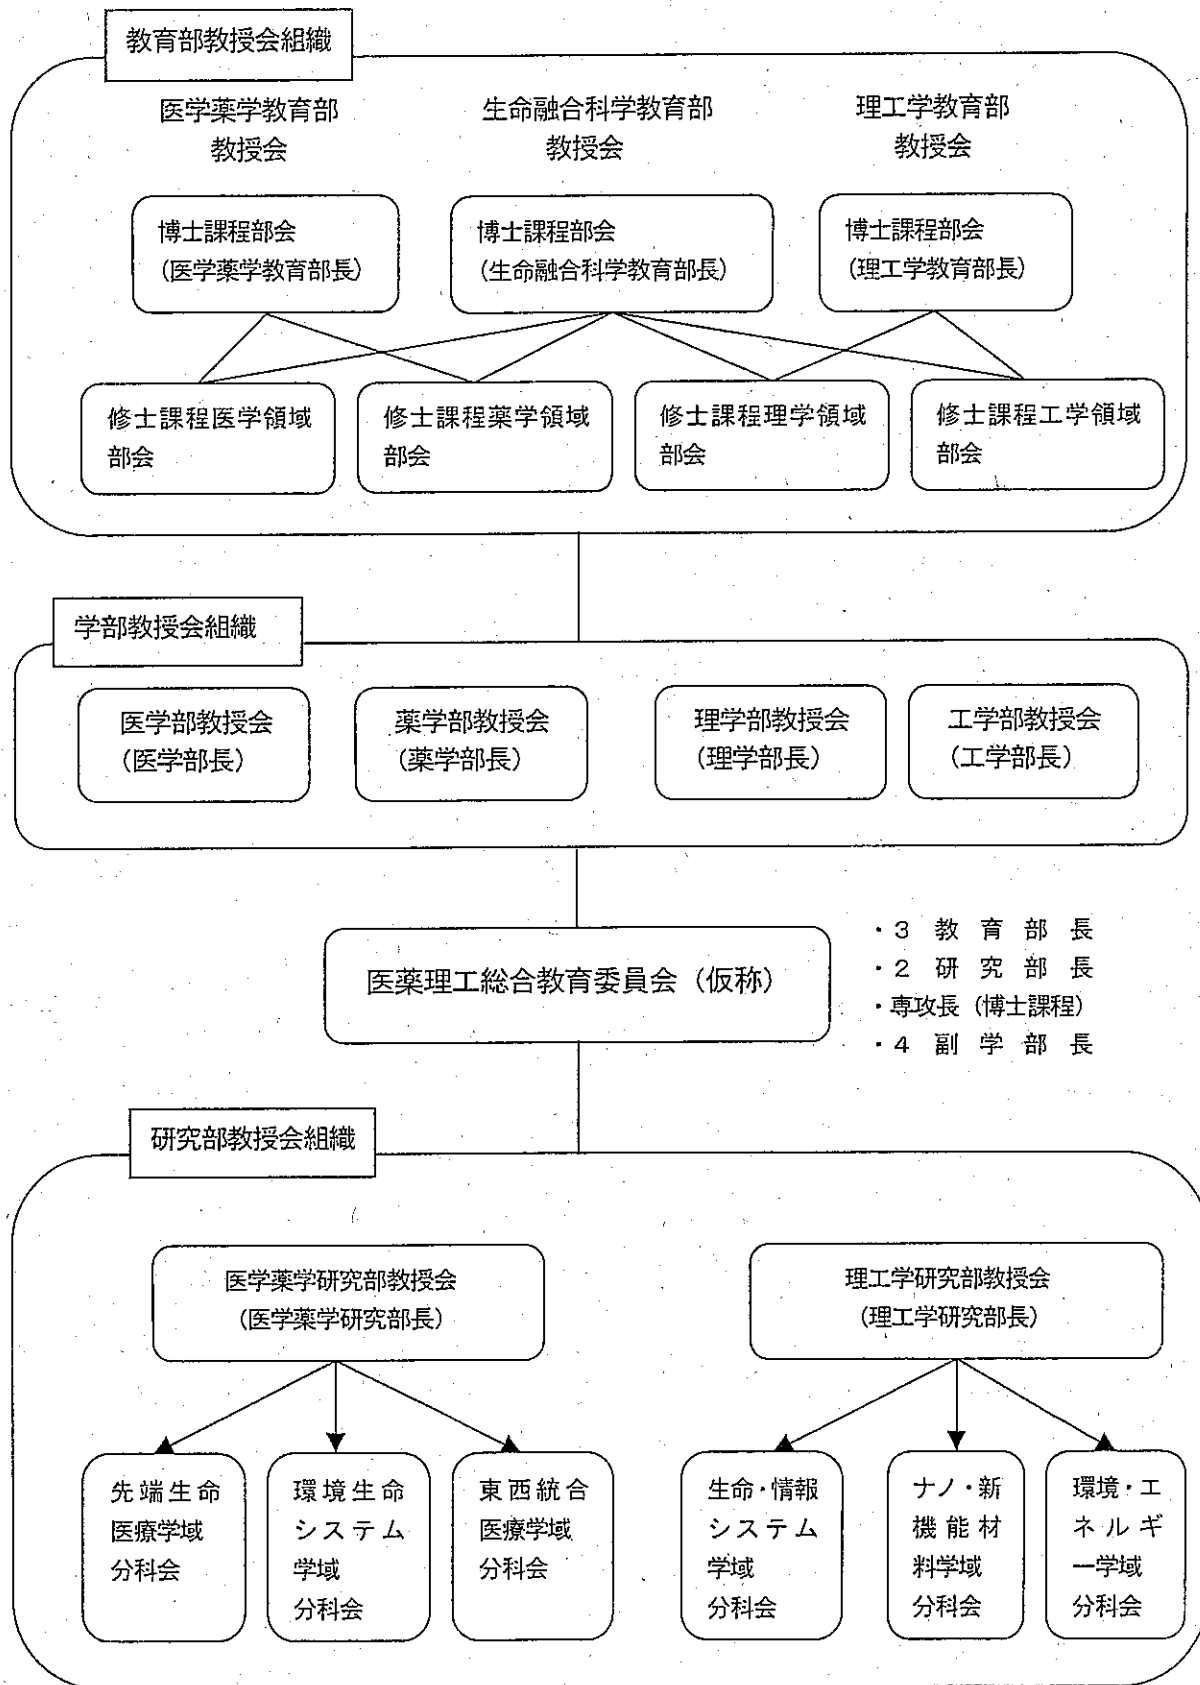 教育部教授会組織
医学薬学教育部
教授会
生命融合科学教育部
教授会
理工学教育部
教授会
博士課程部会
（医学薬学教育部長）
博士課程部会
（生命融合科学教育部長）
博士課程部会
（理工学教育部長）
修士課程医学領域
部会
修士課程薬学領域
部会
修士課程理学領域
部会
修士課程工学領域
部会
学部教授会組織
医学部教授会
（医学部長）
薬学部教授会
（薬学部長）
理学部教授会
（理学部長）
工学部教授会
（工学部長）
医薬理工総合教育委員会（仮称）
・３教育部長
・２研究部長
・専攻長（博士課程）
・４副学部長
研究部教授会組織
医学薬学研究部教授会
（医学薬学研究部長）
理工学研究部教授会
（理工学研究部長）
先端生命
医療学域
分科会
環境生命
システム
学域
分科会
東西統合
医療学域
分科会
生命・情報
システム
学域
分科会
ナノ・新
機能材
料学域
分科会
環境・エ
ネルギ
ー学域
分科会